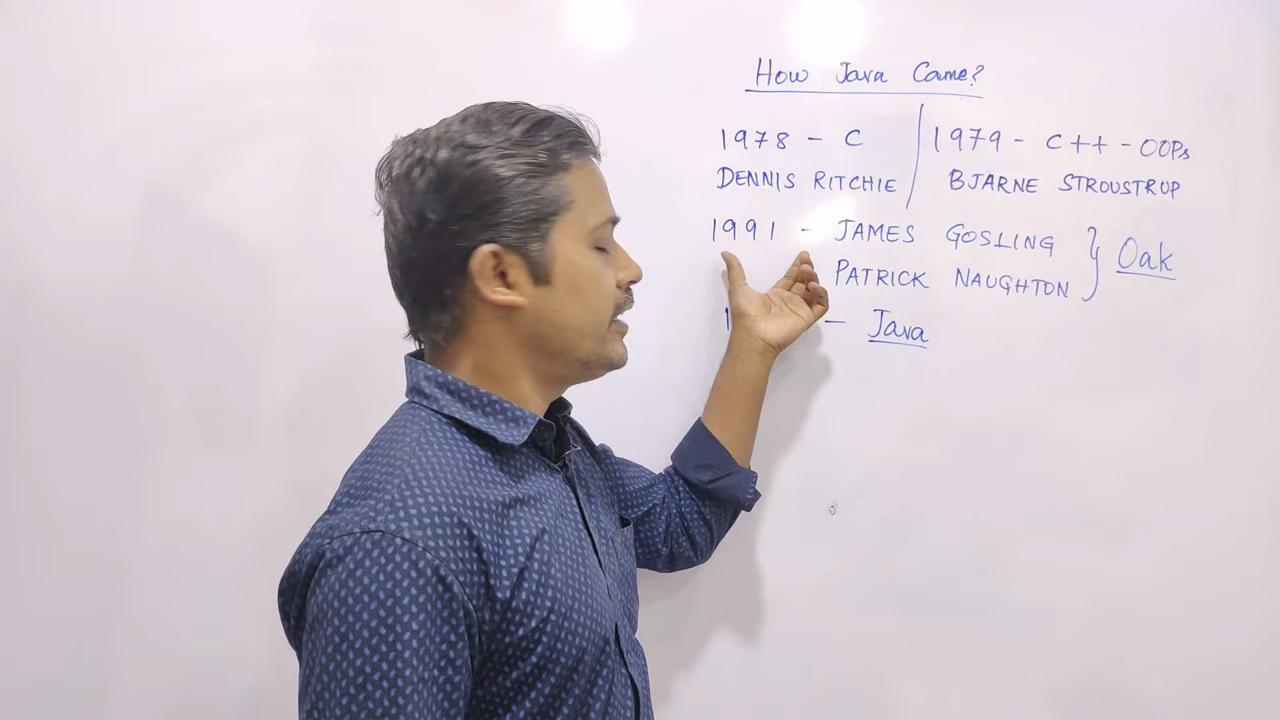 How Java Came?
1978 - C | 1979 - C++ - OOPs
DENNIS RITCHIE | BJARNE STROUSTRUP
1991 - JAMES GOSLING
PATRICK NAUGHTON } Oak
- Java